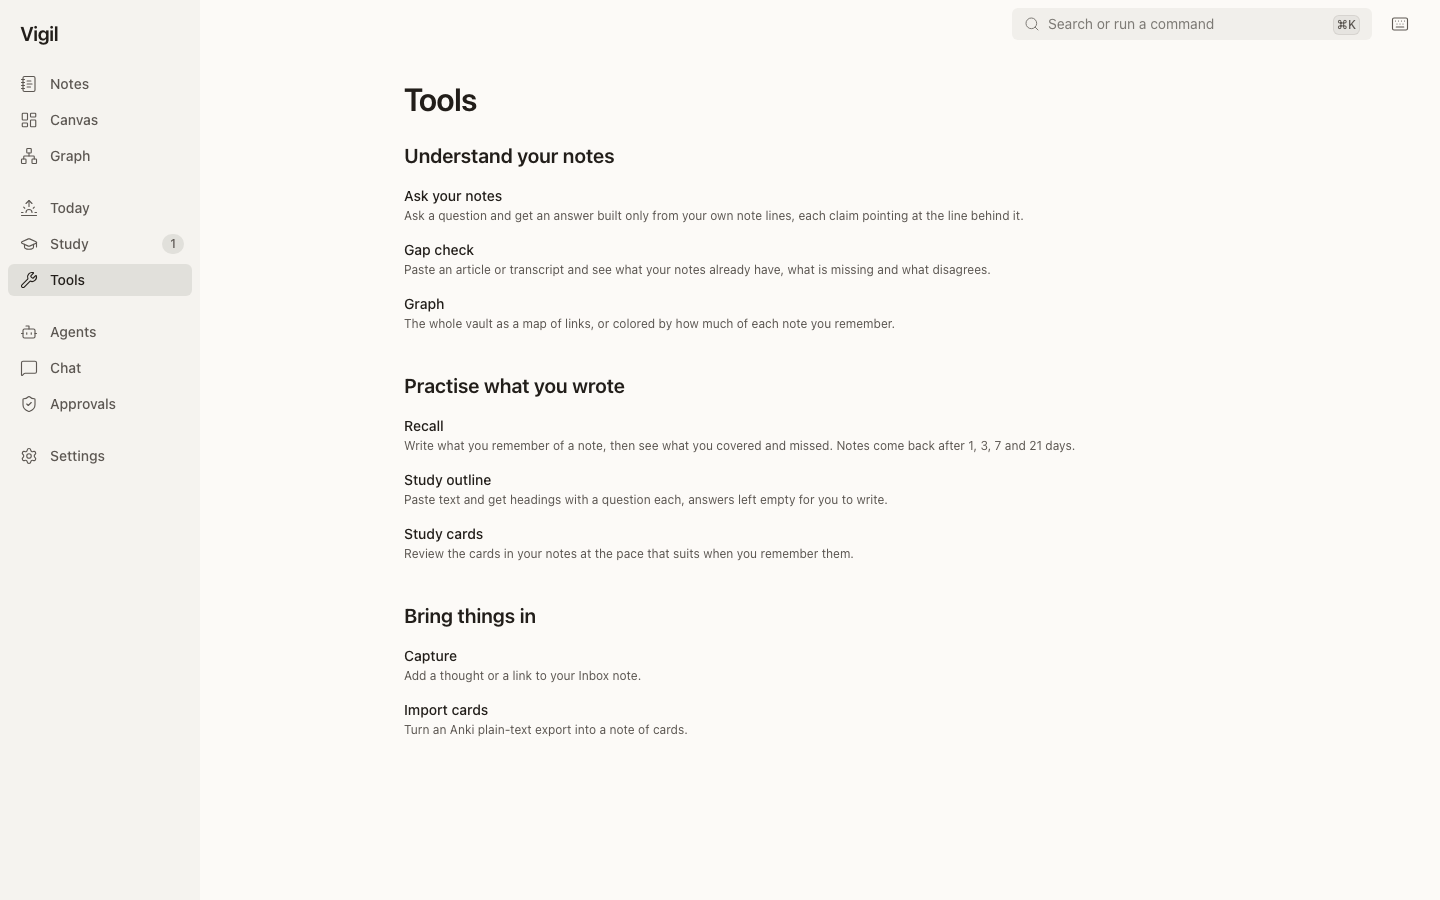 Vigil
Notes
Canvas
Graph
Today
Study 1
Tools
Agents
Chat
Approvals
Settings
Search or run a command ⌘K
Tools
Understand your notes
Ask your notes
Ask a question and get an answer built only from your own note lines, each claim pointing at the line behind it.
Gap check
Paste an article or transcript and see what your notes already have, what is missing and what disagrees.
Graph
The whole vault as a map of links, or colored by how much of each note you remember.
Practise what you wrote
Recall
Write what you remember of a note, then see what you covered and missed. Notes come back after 1, 3, 7 and 21 days.
Study outline
Paste text and get headings with a question each, answers left empty for you to write.
Study cards
Review the cards in your notes at the pace that suits when you remember them.
Bring things in
Capture
Add a thought or a link to your Inbox note.
Import cards
Turn an Anki plain-text export into a note of cards.